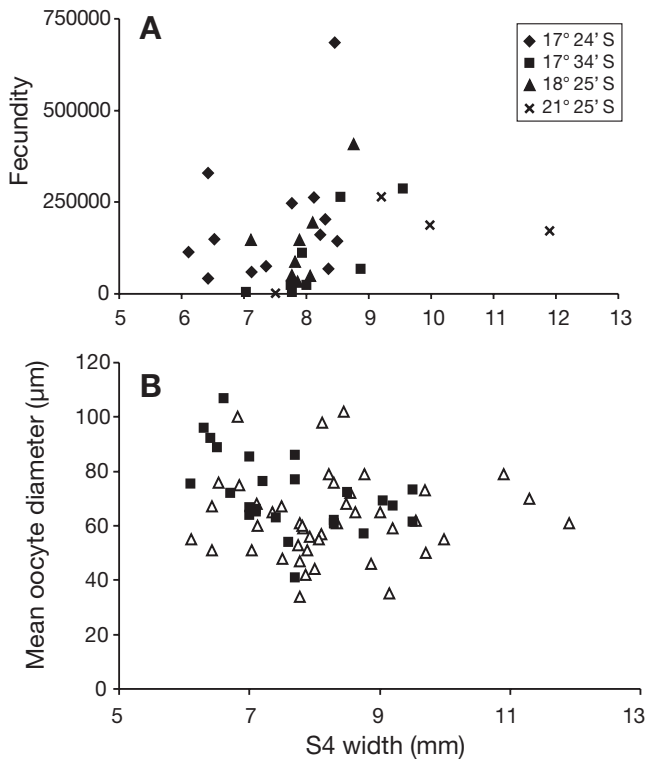 A
750000
500000
250000
0
Fecundity
17° 24' S
17° 34' S
18° 25' S
21° 25' S
5 6 7 8 9 10 11 12 13
B
120
100
80
60
40
20
0
Mean oocyte diameter (µm)
5 7 9 11 13
S4 width (mm)